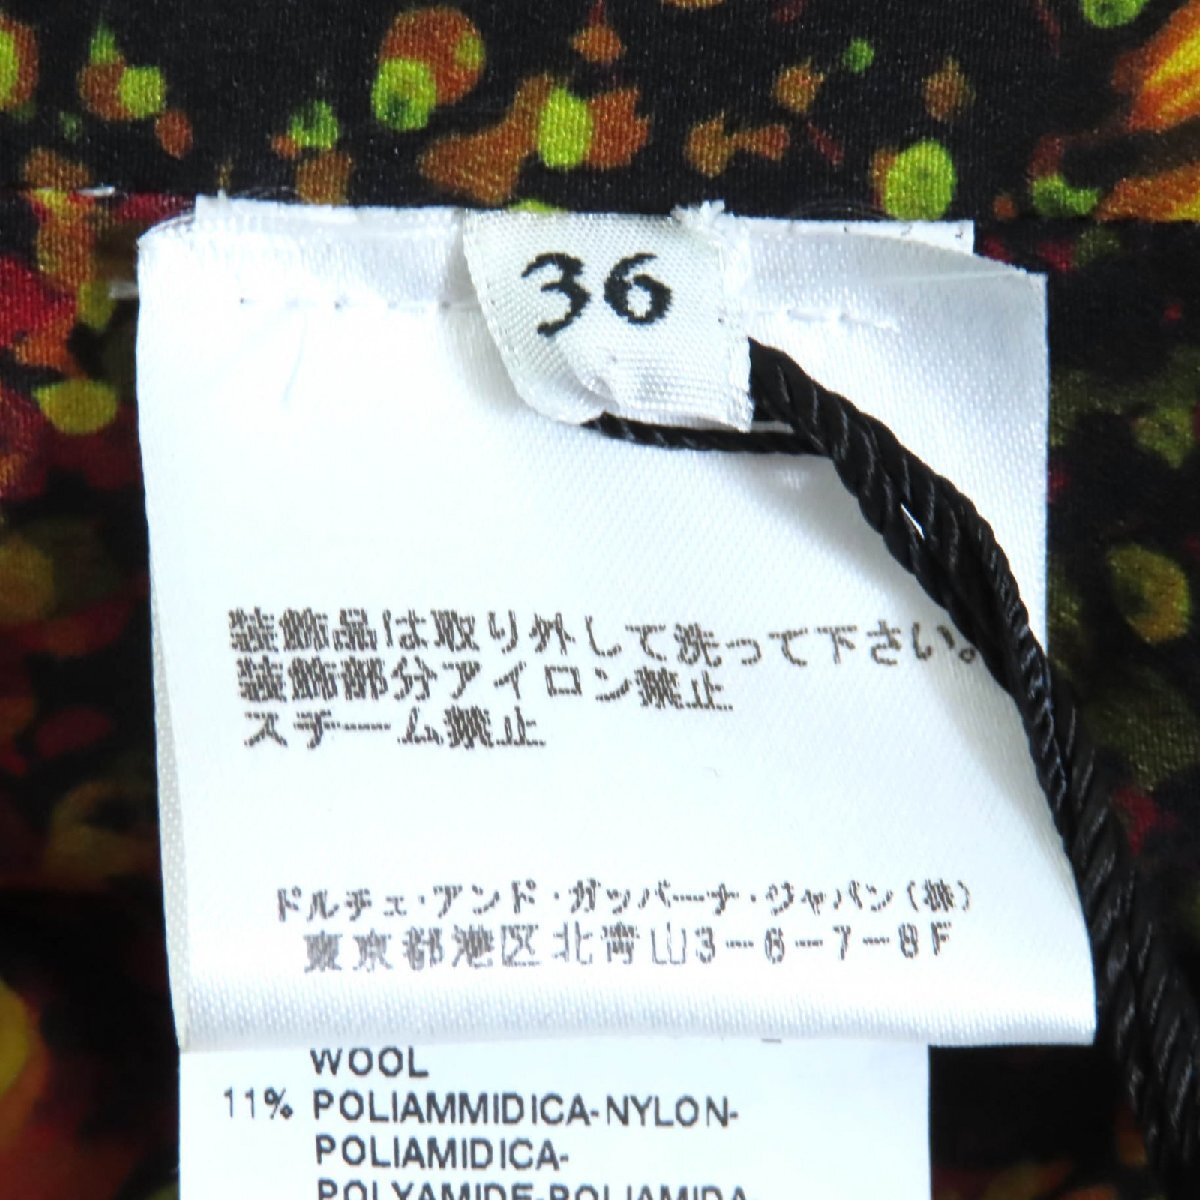 36
装飾品は取り外して洗って下さい。
装飾部分アイロン禁止
スチーム禁止
ドルチェ・アンド・ガッバーナ・ジャパン(株)
東京都港区北青山3-6-7-8F
WOOL
11% POLIAMMIDICA-NYLON-
POLIAMIDICA-
POLYAMIDE-POLIAMIDA